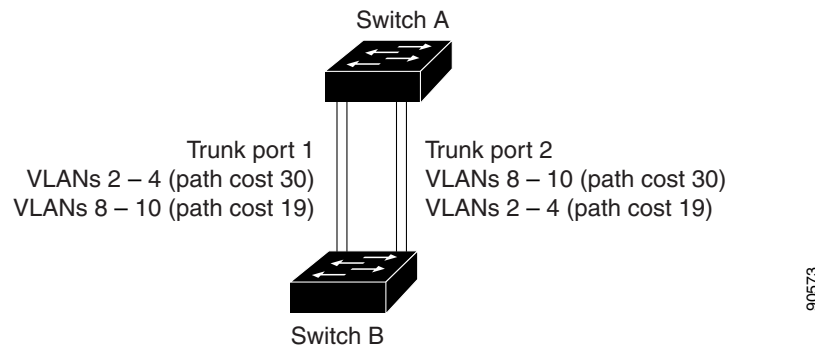 Switch A
Trunk port 1
VLANs 2 – 4 (path cost 30)
VLANs 8 – 10 (path cost 19)
Trunk port 2
VLANs 8 – 10 (path cost 30)
VLANs 2 – 4 (path cost 19)
90573
Switch B